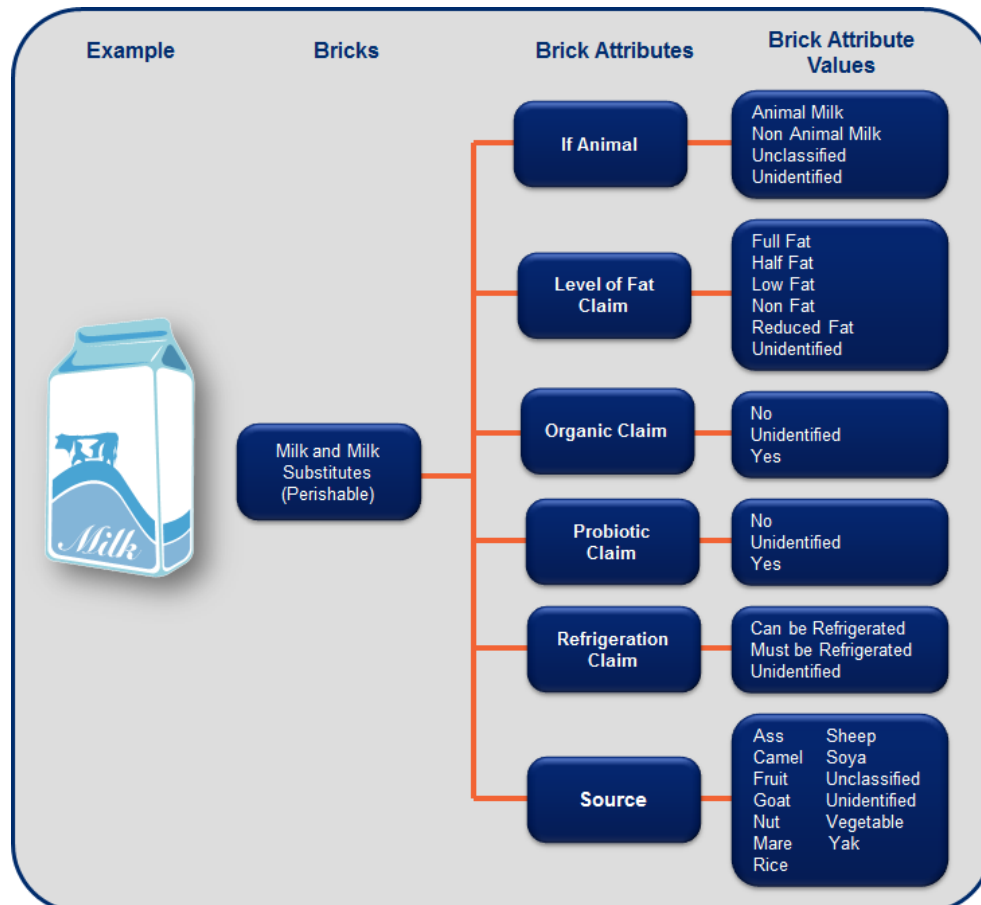 Example
Bricks
Brick Attributes
Brick Attribute
Values
Milk
Milk and Milk
Substitutes
(Perishable)
If Animal
Animal Milk
Non Animal Milk
Unclassified
Unidentified
Level of Fat
Claim
Full Fat
Half Fat
Low Fat
Non Fat
Reduced Fat
Unidentified
Organic Claim
No
Unidentified
Yes
Probiotic
Claim
No
Unidentified
Yes
Refrigeration
Claim
Can be Refrigerated
Must be Refrigerated
Unidentified
Source
Ass
Camel
Fruit
Goat
Nut
Mare
Rice
Sheep
Soya
Unclassified
Unidentified
Vegetable
Yak